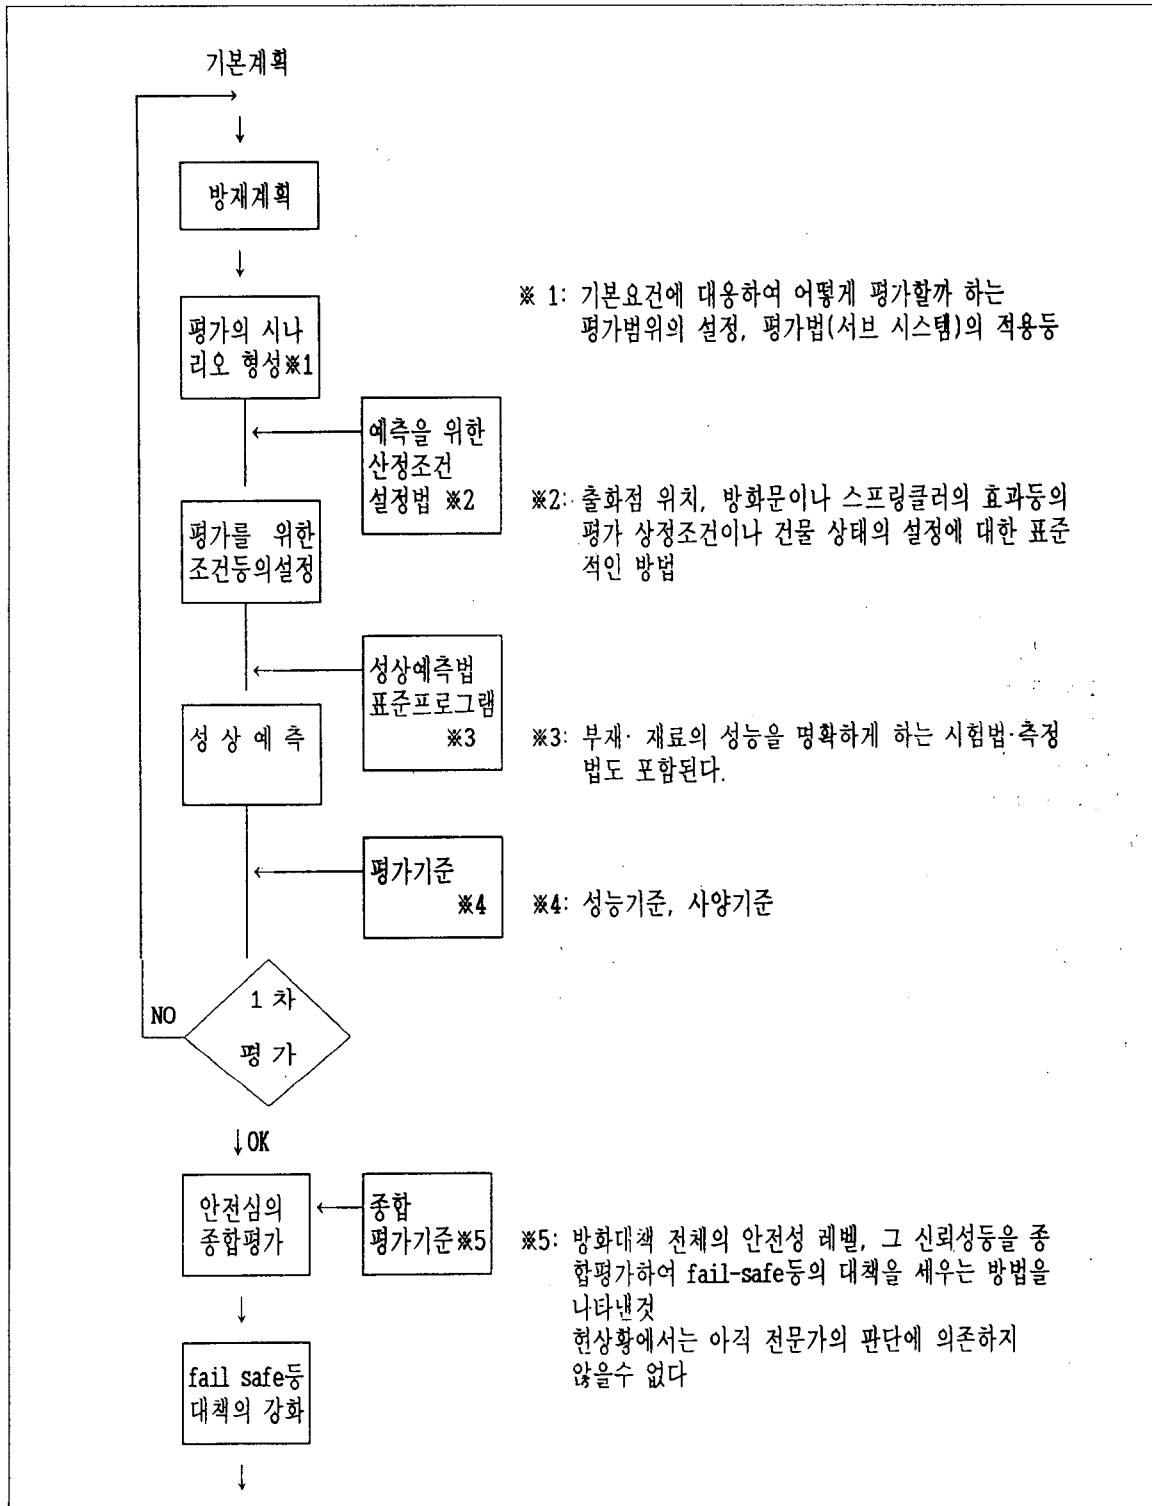 기본계획
방재계획
※ 1: 기본요건에 대응하여 어떻게 평가할까 하는
평가범위의 설정, 평가법(서브 시스템)의 적용등
평가의 시나
리오 형성※1
예측을 위한
산정조건
설정법 ※2
※2: 출화점 위치, 방화문이나 스프링클러의 효과등의
평가 상정조건이나 건물 상태의 설정에 대한 표준
적인 방법
평가를 위한
조건등의설정
성상예측법
표준프로그램
※3
성 상 예 측
※3: 부재· 재료의 성능을 명확하게 하는 시험법·측정
법도 포함된다.
평가기준
※4
※4: 성능기준, 사양기준
1 차
평 가
NO
OK
안전심의
종합평가
종합
평가기준※5
※5: 방화대책 전체의 안전성 레벨, 그 신뢰성등을 종
합평가하여 fail-safe등의 대책을 세우는 방법을
나타낸것
현상황에서는 아직 전문가의 판단에 의존하지
않을수 없다
fail safe등
대책의 강화